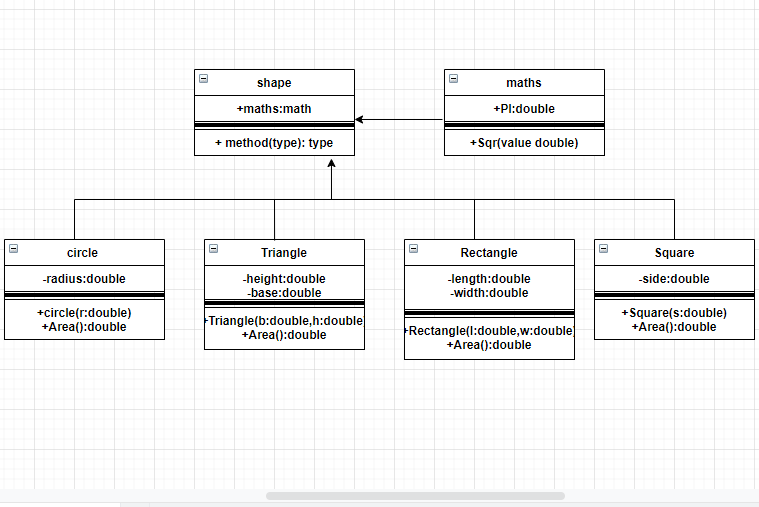 shape
+maths:math
+ method(type): type
maths
+PI:double
+Sqr(value double)
circle
-radius:double
+circle(r:double)
+Area():double
Triangle
-height:double
-base:double
+Triangle(b:double,h:double
+Area():double
Rectangle
-length:double
-width:double
+Rectangle(l:double,w:double
+Area():double
Square
-side:double
+Square(s:double)
+Area():double